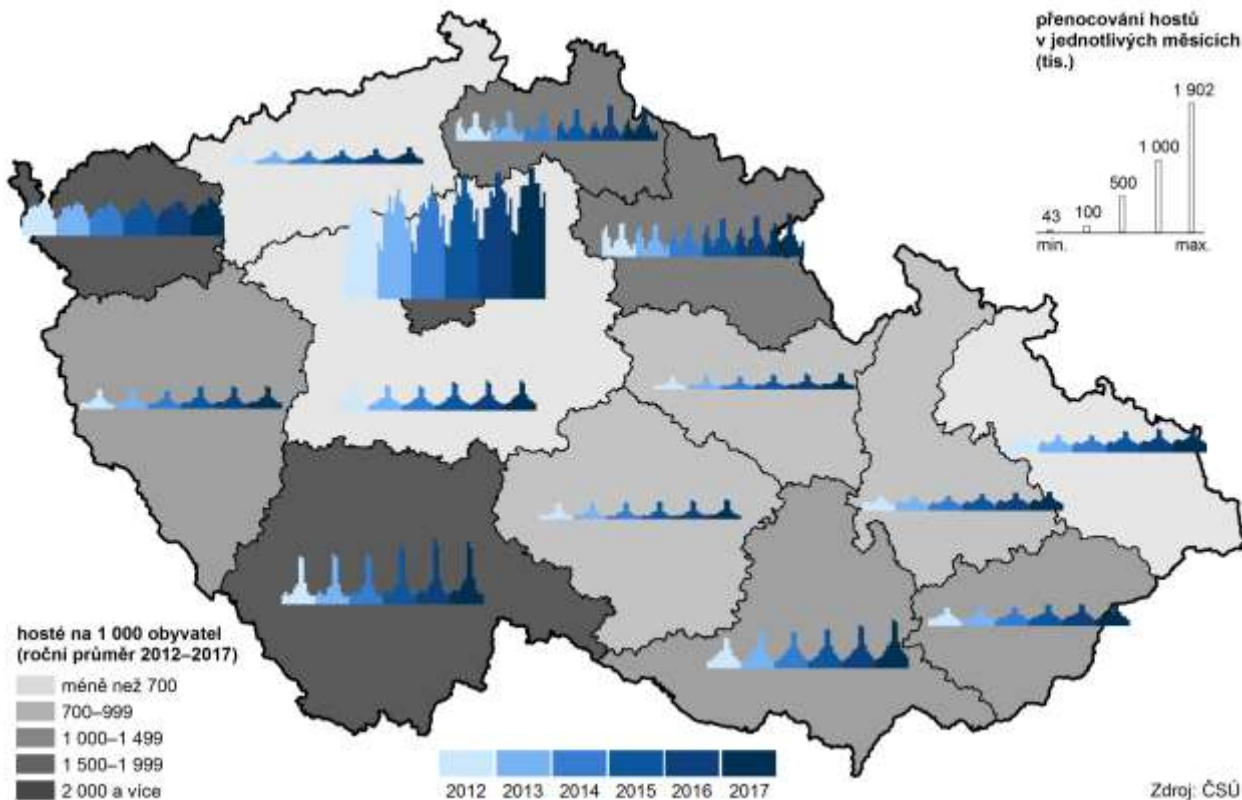 přenocování hostů
v jednotlivých měsících
(tis.)
1 902
1 000
500
100
43
min.
max.
hosté na 1 000 obyvatel
(roční průměr 2012–2017)
méně než 700
700–999
1 000–1 499
1 500–1 999
2 000 a více
2012 2013 2014 2015 2016 2017
Zdroj: ČSÚ